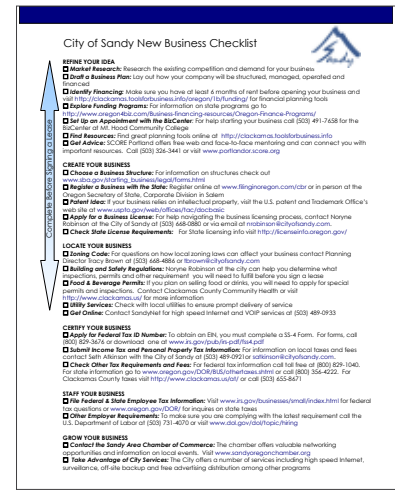 Sandy
City of Sandy New Business Checklist
Complete Before Signing a Lease
REFINE YOUR IDEA
Market Research: Research the existing competition and demand for your business
Draft a Business Plan: Lay out how your company will be structured, managed, operated and
financed
Identify Financing: Make sure you have at least 6 months of rent before opening your business and
visit http://clackamas.toolsforbusiness.info/oregon/1b/funding/ for financial planning tools
Explore Funding Programs: For information on state programs go to
http://www.oregon4biz.com/Business-financing-resources/Oregon-Finance-Programs/
Set Up an Appointment with the BizCenter: For help starting your business call (503) 491-7658 for the
BizCenter at Mt. Hood Community College
Find Resources: Find great planning tools online at http://clackamas.toolsforbusiness.info
Get Advice: SCORE Portland offers free web and face-to-face mentoring and can connect you with
important resources. Call (503) 326-3441 or visit www.portlandor.score.org
CREATE YOUR BUSINESS
Choose a Business Structure: For information on structures check out
www.sba.gov/starting_business/legal/forms.html
Register a Business with the State: Register online at www.filinginoregon.com/cbr or in person at the
Oregon Secretary of State, Corporate Division in Salem
Patent Idea: If your business relies on intellectual property, visit the U.S. patent and Trademark Office's
web site at www.uspto.gov/web/offices/tac/doc/basic
Apply for a Business License: For help navigating the business licensing process, contact Noryne
Robinson at the City of Sandy at (503) 668-0880 or via email at nrobinson@cityofsandy.com.
Check State License Requirements: For State licensing info visit http://licenseinfo.oregon.gov/
LOCATE YOUR BUSINESS
Zoning Code: For questions on how local zoning laws can affect your business contact Planning
Director Tracy Brown at (503) 668-4886 or tbrown@cityofsandy.com
Building and Safety Regulations: Noryne Robinson at the city can help you determine what
inspections, permits and other requirement you will need to fulfill before you sign a lease
Food & Beverage Permits: If you plan on selling food or drinks, you will need to apply for special
permits and inspections. Contact Clackamas County Community Health or visit
http://www.clackamas.us/ for more information
Utility Services: Check with local utilities to ensure prompt delivery of service
Get Online: Contact SandyNet for high speed Internet and VOIP services at (503) 489-0933
CERTIFY YOUR BUSINESS
Apply for Federal Tax ID Number: To obtain an EIN, you must complete a SS-4 Form. For forms, call
(800) 829-3676 or download one at www.irs.gov/pub/irs-pdf/fss4.pdf
Submit Income Tax and Personal Property Tax Information: For information on local taxes and fees
contact Seth Atkinson with the City of Sandy at (503) 489-0921or satkinson@cityofsandy.com.
Check Other Tax Requirements and Fees: For federal tax information call toll free at (800) 829-1040.
For state information go to www.oregon.gov/DOR/BUS/othertaxes.shtml or call (800) 356-4222. For
Clackamas County taxes visit http://www.clackamas.us/at/ or call (503) 655-8671
STAFF YOUR BUSINESS
File Federal & State Employee Tax Information: Visit www.irs.gov/businesses/small/index.html for federal
tax questions or www.oregon.gov/DOR/ for inquiries on state taxes
Other Employer Requirements: To make sure you are complying with the latest requirement call the
U.S. Department of Labor at (503) 731-4070 or visit www.dol.gov/dol/topic/hiring
GROW YOUR BUSINESS
Contact the Sandy Area Chamber of Commerce: The chamber offers valuable networking
opportunities and information on local events. Visit www.sandyoregonchamber.org
Take Advantage of City Services: The City offers a number of services including high speed Internet,
surveillance, off-site backup and free advertising distribution among other programs